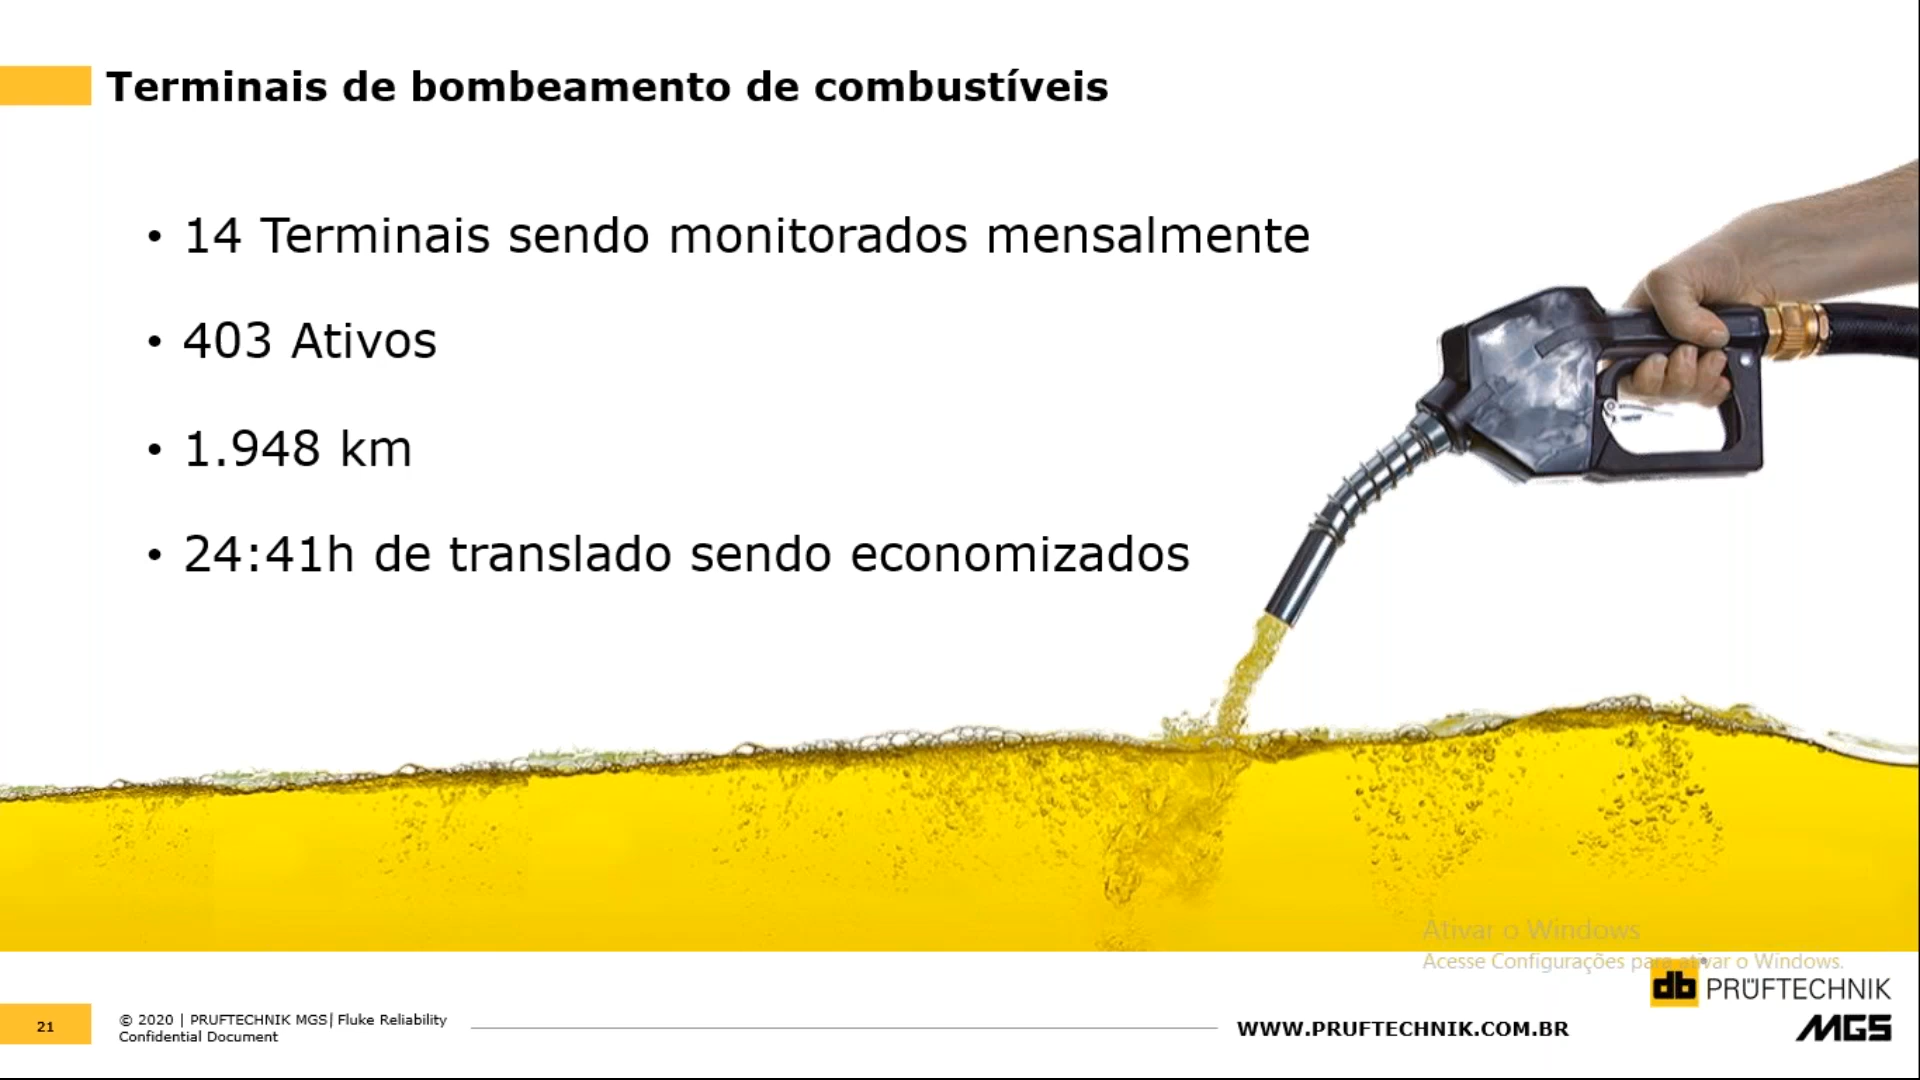 Terminais de bombeamento de combustíveis
• 14 Terminais sendo monitorados mensalmente
• 403 Ativos
• 1.948 km
• 24:41h de translado sendo economizados
Ativar o Windows
Acesse Configurações para ativar o Windows.
db PRÜFTECHNIK
MGS
21
© 2020 | PRUFTECHNIK MGS| Fluke Reliability
Confidential Document
WWW.PRUFTECHNIK.COM.BR